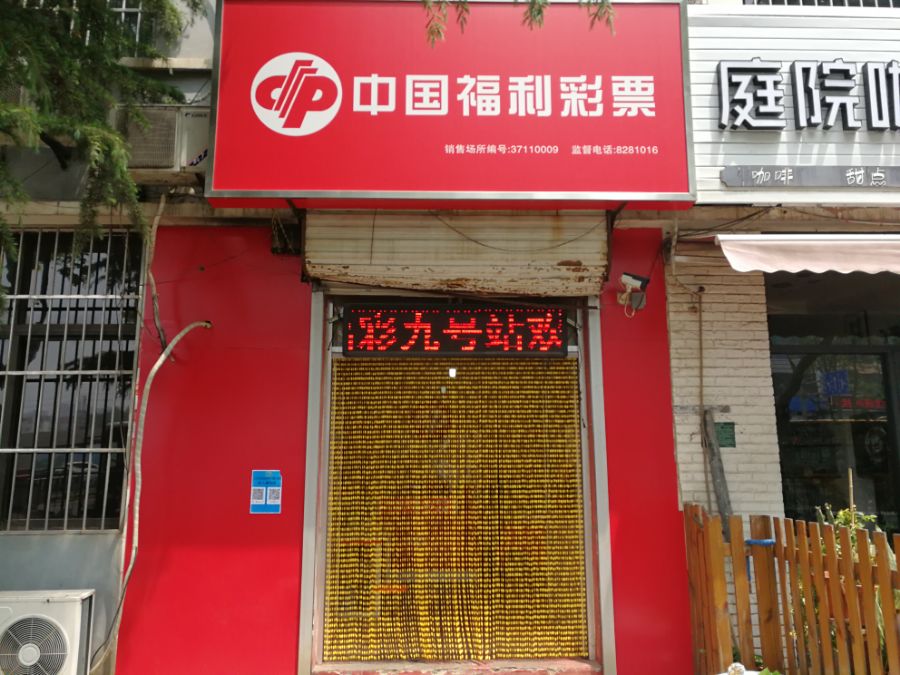 中国福利彩票
销售场所编号:37110009 监督电话:8281016
庭院
咖啡 甜点
彩九号站